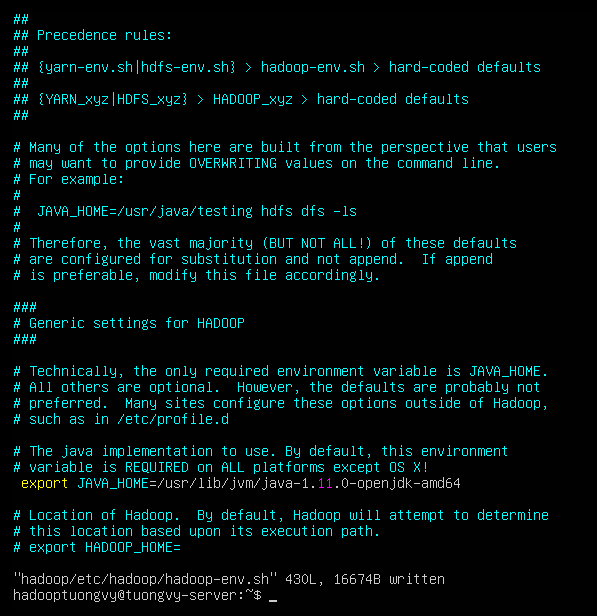 ##
## Precedence rules:
##
## {yarn-env.sh|hdfs-env.sh} > hadoop-env.sh > hard-coded defaults
##
## {YARN_xyz|HDFS_xyz} > HADOOP_xyz > hard-coded defaults
##

# Many of the options here are built from the perspective that users
# may want to provide OVERWRITING values on the command line.
# For example:
#
#  JAVA_HOME=/usr/java/testing hdfs dfs -ls
#
# Therefore, the vast majority (BUT NOT ALL!) of these defaults
# are configured for substitution and not append.  If append
# is preferable, modify this file accordingly.

###
# Generic settings for HADOOP
###

# Technically, the only required environment variable is JAVA_HOME.
# All others are optional.  However, the defaults are probably not
# preferred.  Many sites configure these options outside of Hadoop,
# such as in /etc/profile.d

# The java implementation to use. By default, this environment
# variable is REQUIRED on ALL platforms except OS X!
 export JAVA_HOME=/usr/lib/jvm/java-1.11.0-openjdk-amd64

# Location of Hadoop.  By default, Hadoop will attempt to determine
# this location based upon its execution path.
# export HADOOP_HOME=

"hadoop/etc/hadoop/hadoop-env.sh" 430L, 16674B written
hadooptuongvy@tuongvy-server:~$ _